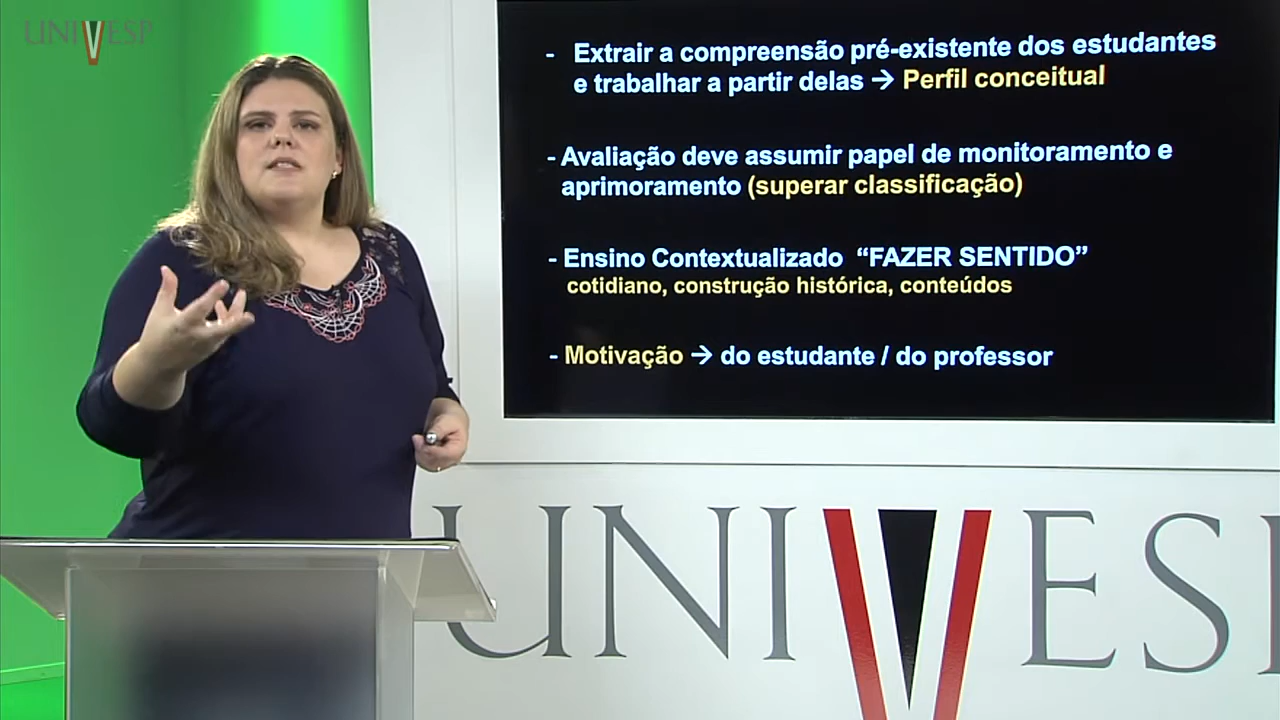 UNIVESP
- Extrair a compreensão pré-existente dos estudantes
e trabalhar a partir delas → Perfil conceitual
- Avaliação deve assumir papel de monitoramento e
aprimoramento (superar classificação)
- Ensino Contextualizado “FAZER SENTIDO”
cotidiano, construção histórica, conteúdos
- Motivação → do estudante / do professor
UNIVESP